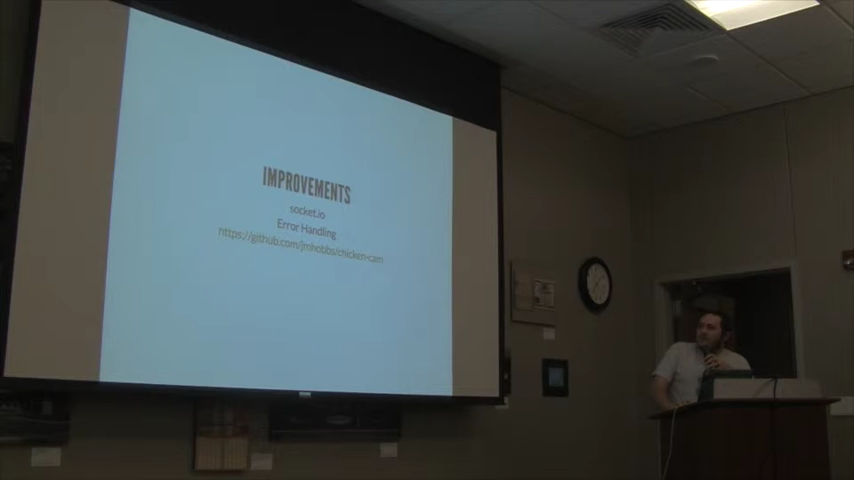 IMPROVEMENTS
socket.io
Error Handling
https://github.com/jmhobbs/chicken-cam